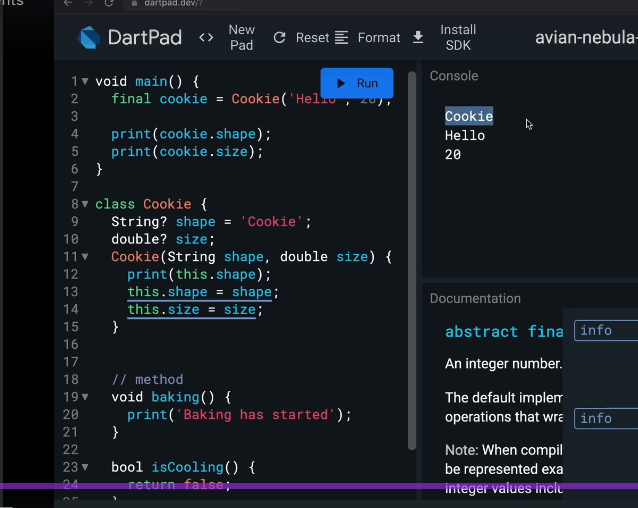 ents
dartpad.dev/?
DartPad
<> New Pad
Reset
Format
Install SDK
avian-nebula-
Run
1 void main() {
2 final cookie = Cookie('Hello', 20);
3
4 print(cookie.shape);
5 print(cookie.size);
6 }
7
8 class Cookie {
9 String? shape = 'Cookie';
10 double? size;
11 Cookie(String shape, double size) {
12 print(this.shape);
13 this.shape = shape;
14 this.size = size;
15 }
16
17
18 // method
19 void baking() {
20 print('Baking has started');
21 }
22
23 bool isCooling() {
24 return false;
25 }
Console
Cookie
Hello
20
Documentation
abstract fina
info
An integer number.
The default implem
operations that wra
info
Note: When compil
be represented exa
integer values inclu